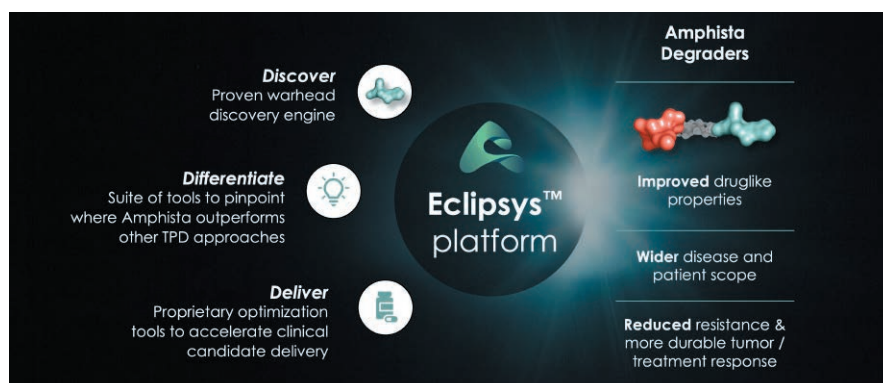 Discover
Proven warhead
discovery engine
Differentiate
Suite of tools to pinpoint
where Amphista outperforms
other TPD approaches
Deliver
Proprietary optimization
tools to accelerate clinical
candidate delivery
Eclipsys™
platform
Amphista
Degraders
Improved druglike
properties
Wider disease and
patient scope
Reduced resistance &
more durable tumor /
treatment response